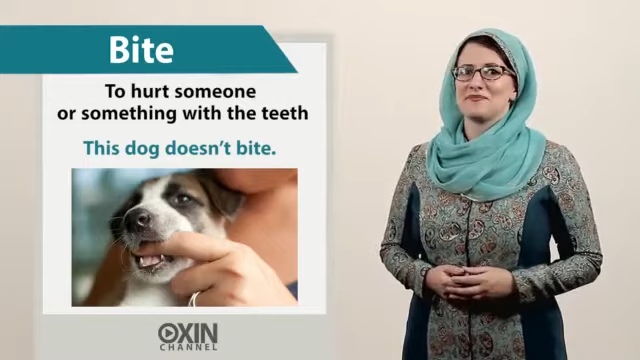 Bite
To hurt someone
or something with the teeth
This dog doesn't bite.
OXIN
CHANNEL